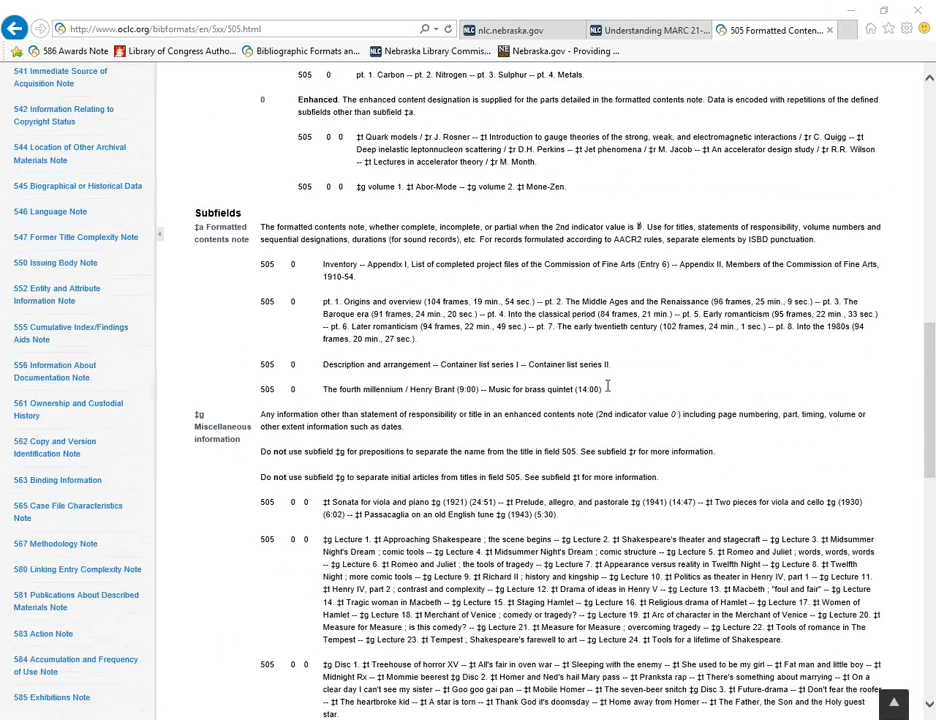 http://www.oclc.org/bibformats/en/5xx/505.html
nlc.nebraska.gov
Understanding MARC 21-...
505 Formatted Conten...
586 Awards Note
Library of Congress Autho...
Bibliographic Formats an...
Nebraska Library Commis...
Nebraska.gov - Providing ...
541 Immediate Source of
Acquisition Note
542 Information Relating to
Copyright Status
544 Location of Other Archival
Materials Note
545 Biographical or Historical Data
546 Language Note
547 Former Title Complexity Note
550 Issuing Body Note
552 Entity and Attribute
Information Note
555 Cumulative Index/Findings
Aids Note
556 Information About
Documentation Note
561 Ownership and Custodial
History
562 Copy and Version
Identification Note
563 Binding Information
565 Case File Characteristics
Note
567 Methodology Note
580 Linking Entry Complexity Note
581 Publications About Described
Materials Note
583 Action Note
584 Accumulation and Frequency
of Use Note
585 Exhibitions Note
505 0 pt. 1. Carbon -- pt. 2. Nitrogen -- pt. 3. Sulphur -- pt. 4. Metals.
0 Enhanced. The enhanced content designation is supplied for the parts detailed in the formatted contents note. Data is encoded with repetitions of the defined
subfields other than subfield ‡a.
505 0 0 ‡t Quark models / ‡r J. Rosner -- ‡t Introduction to gauge theories of the strong, weak, and electromagnetic interactions / ‡r C. Quigg -- ‡t
Deep inelastic leptonnucleon scattering / ‡r D.H. Perkins -- ‡t Jet phenomena / ‡r M. Jacob -- ‡t An accelerator design study / ‡r R.R. Wilson
-- ‡t Lectures in accelerator theory / ‡r M. Month.
505 0 0 ‡g volume 1. ‡t Abor-Mode -- ‡g volume 2. ‡t Mone-Zen.
Subfields
‡a Formatted
contents note
The formatted contents note, whether complete, incomplete, or partial when the 2nd indicator value is ƀ. Use for titles, statements of responsibility, volume numbers and
sequential designations, durations (for sound records), etc. For records formulated according to AACR2 rules, separate elements by ISBD punctuation.
505 0 Inventory -- Appendix I, List of completed project files of the Commission of Fine Arts (Entry 6) -- Appendix II, Members of the Commission of Fine Arts,
1910-54.
505 0 pt. 1. Origins and overview (104 frames, 19 min., 54 sec.) -- pt. 2. The Middle Ages and the Renaissance (96 frames, 25 min., 9 sec.) -- pt. 3. The
Baroque era (91 frames, 24 min., 20 sec.) -- pt. 4. Into the classical period (84 frames, 21 min.) -- pt. 5. Early romanticism (95 frames, 22 min., 33 sec.)
-- pt. 6. Later romanticism (94 frames, 22 min., 49 sec.) -- pt. 7. The early twentieth century (102 frames, 24 min., 1 sec.) -- pt. 8. Into the 1980s (94
frames, 20 min., 27 sec.).
505 0 Description and arrangement -- Container list series I -- Container list series II.
505 0 The fourth millennium / Henry Brant (9:00) -- Music for brass quintet (14:00)
‡g
Miscellaneous
information
Any information other than statement of responsibility or title in an enhanced contents note (2nd indicator value 0 ) including page numbering, part, timing, volume or
other extent information such as dates.
Do not use subfield ‡g for prepositions to separate the name from the title in field 505. See subfield ‡r for more information.
Do not use subfield ‡g to separate initial articles from titles in field 505. See subfield ‡t for more information.
505 0 0 ‡t Sonata for viola and piano ‡g (1921) (24:51) -- ‡t Prelude, allegro, and pastorale ‡g (1941) (14:47) -- ‡t Two pieces for viola and cello ‡g (1930)
(6:02) -- ‡t Passacaglia on an old English tune ‡g (1943) (5:30).
505 0 0 ‡g Lecture 1. ‡t Approaching Shakespeare ; the scene begins -- ‡g Lecture 2. ‡t Shakespeare's theater and stagecraft -- ‡g Lecture 3. ‡t Midsummer
Night's Dream ; comic tools -- ‡g Lecture 4. ‡t Midsummer Night's Dream ; comic structure -- ‡g Lecture 5. ‡t Romeo and Juliet ; words, words, words
-- ‡g Lecture 6. ‡t Romeo and Juliet ; the tools of tragedy -- ‡g Lecture 7. ‡t Appearance versus reality in Twelfth Night -- ‡g Lecture 8. ‡t Twelfth
Night ; more comic tools -- ‡g Lecture 9. ‡t Richard II ; history and kingship -- ‡g Lecture 10. ‡t Politics as theater in Henry IV, part 1 -- ‡g Lecture 11.
‡t Henry IV, part 2 ; contrast and complexity -- ‡g Lecture 12. ‡t Drama of ideas in Henry V -- ‡g Lecture 13. ‡t Macbeth ; "foul and fair" -- ‡g Lecture
14. ‡t Tragic woman in Macbeth -- ‡g Lecture 15. ‡t Staging Hamlet -- ‡g Lecture 16. ‡t Religious drama of Hamlet -- ‡g Lecture 17. ‡t Women of
Hamlet -- ‡g Lecture 18. ‡t Merchant of Venice ; comedy or tragedy? -- ‡g Lecture 19. ‡t Arc of character in the Merchant of Venice -- ‡g Lecture 20. ‡t
Measure for Measure ; is this comedy? -- ‡g Lecture 21. ‡t Measure for Measure ; overcoming tragedy -- ‡g Lecture 22. ‡t Tools of romance in The
Tempest -- ‡g Lecture 23. ‡t Tempest ; Shakespeare's farewell to art -- ‡g Lecture 24. ‡t Tools for a lifetime of Shakespeare.
505 0 0 ‡g Disc 1. ‡t Treehouse of horror XV -- ‡t All's fair in oven war -- ‡t Sleeping with the enemy -- ‡t She used to be my girl -- ‡t Fat man and little boy -- ‡t
Midnight Rx -- ‡t Mommie beerest ‡g Disc 2. ‡t Homer and Ned's hail Mary pass -- ‡t Pranksta rap -- ‡t There's something about marrying -- ‡t On a
clear day I can't see my sister -- ‡t Goo goo gai pan -- ‡t Mobile Homer -- ‡t The seven-beer snitch ‡g Disc 3. ‡t Future-drama -- ‡t Don't fear the roofer
-- ‡t The heartbroke kid -- ‡t A star is torn -- ‡t Thank God it's doomsday -- ‡t Home away from Homer -- ‡t The Father, the Son and the Holy guest
star.